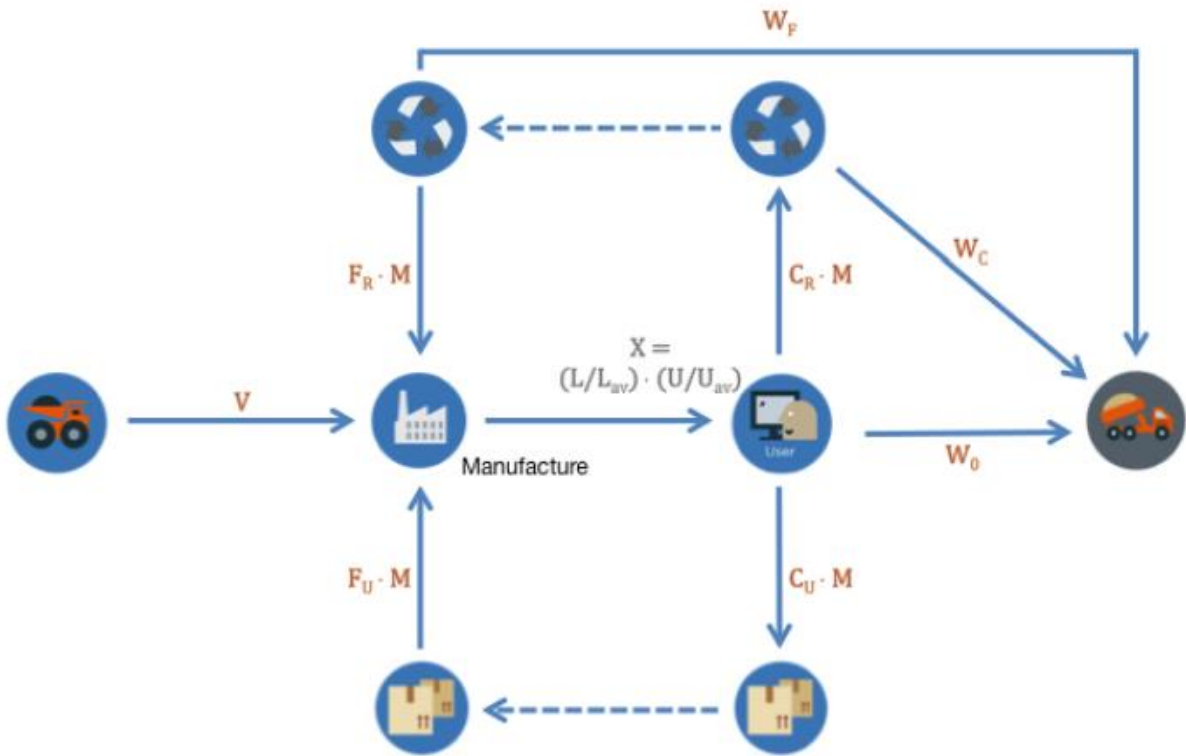 W_F
F_R · M
C_R · M
W_C
X =
(L/L_av) · (U/U_av)
V
Manufacture
User
W_0
F_U · M
C_U · M